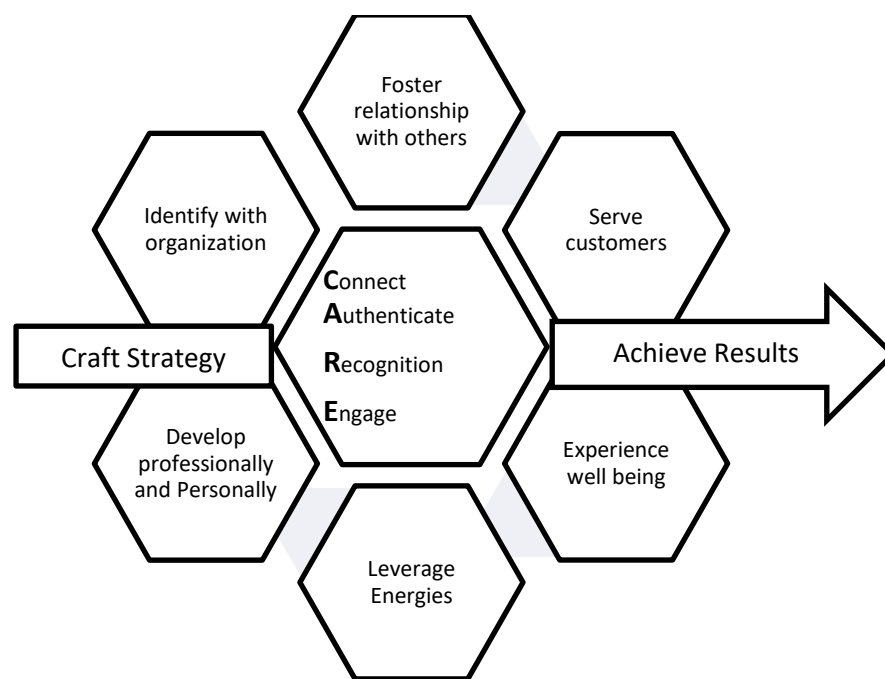 Foster
relationship
with others
Identify with
organization
Serve
customers
Connect
Authenticate
Recognition
Engage
Craft Strategy
Achieve Results
Develop
professionally
and Personally
Experience
well being
Leverage
Energies